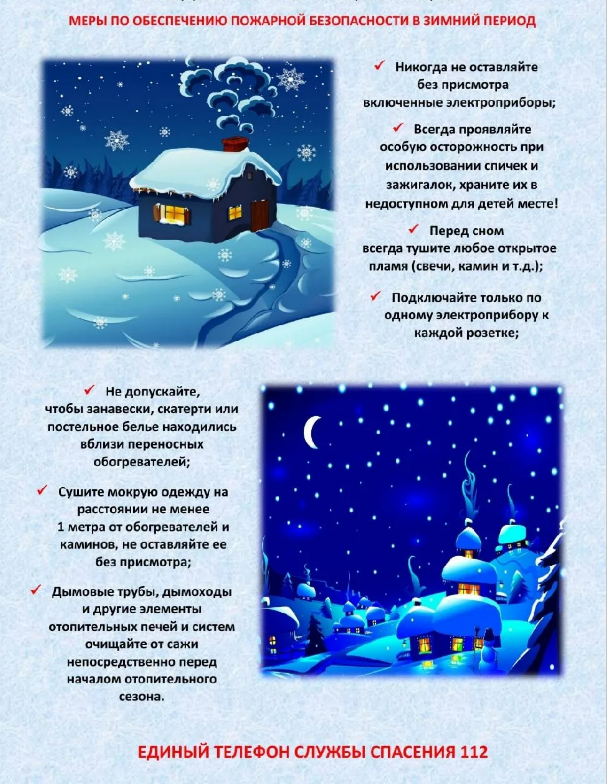 МЕРЫ ПО ОБЕСПЕЧЕНИЮ ПОЖАРНОЙ БЕЗОПАСНОСТИ В ЗИМНИЙ ПЕРИОД
✓ Никогда не оставляйте
без присмотра
включенные электроприборы;
✓ Всегда проявляйте
особую осторожность при
использовании спичек и
зажигалок, храните их в
недоступном для детей месте!
✓ Перед сном
всегда тушите любое открытое
пламя (свечи, камин и т.д.);
✓ Подключайте только по
одному электроприбору к
каждой розетке;
✓ Не допускайте,
чтобы занавески, скатерти или
постельное белье находились
вблизи переносных
обогревателей;
✓ Сушите мокрую одежду на
расстоянии не менее
1 метра от обогревателей и
каминов, не оставляйте ее
без присмотра;
✓ Дымовые трубы, дымоходы
и другие элементы
отопительных печей и систем
очищайте от сажи
непосредственно перед
началом отопительного
сезона.
ЕДИНЫЙ ТЕЛЕФОН СЛУЖБЫ СПАСЕНИЯ 112